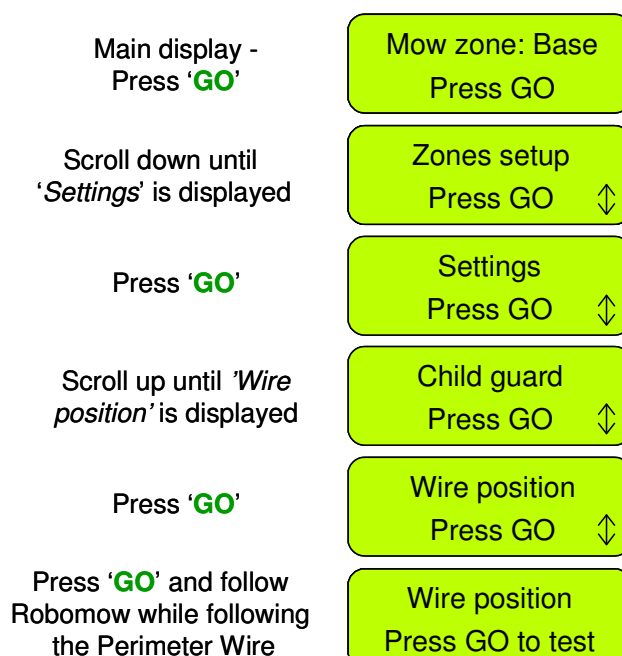 Main display -
Press ‘GO’
Mow zone: Base
Press GO
Scroll down until
‘Settings’ is displayed
Zones setup
Press GO ↕
Press ‘GO’
Settings
Press GO ↕
Scroll up until ’Wire
position’ is displayed
Child guard
Press GO ↕
Press ‘GO’
Wire position
Press GO ↕
Press ‘GO’ and follow
Robomow while following
the Perimeter Wire
Wire position
Press GO to test